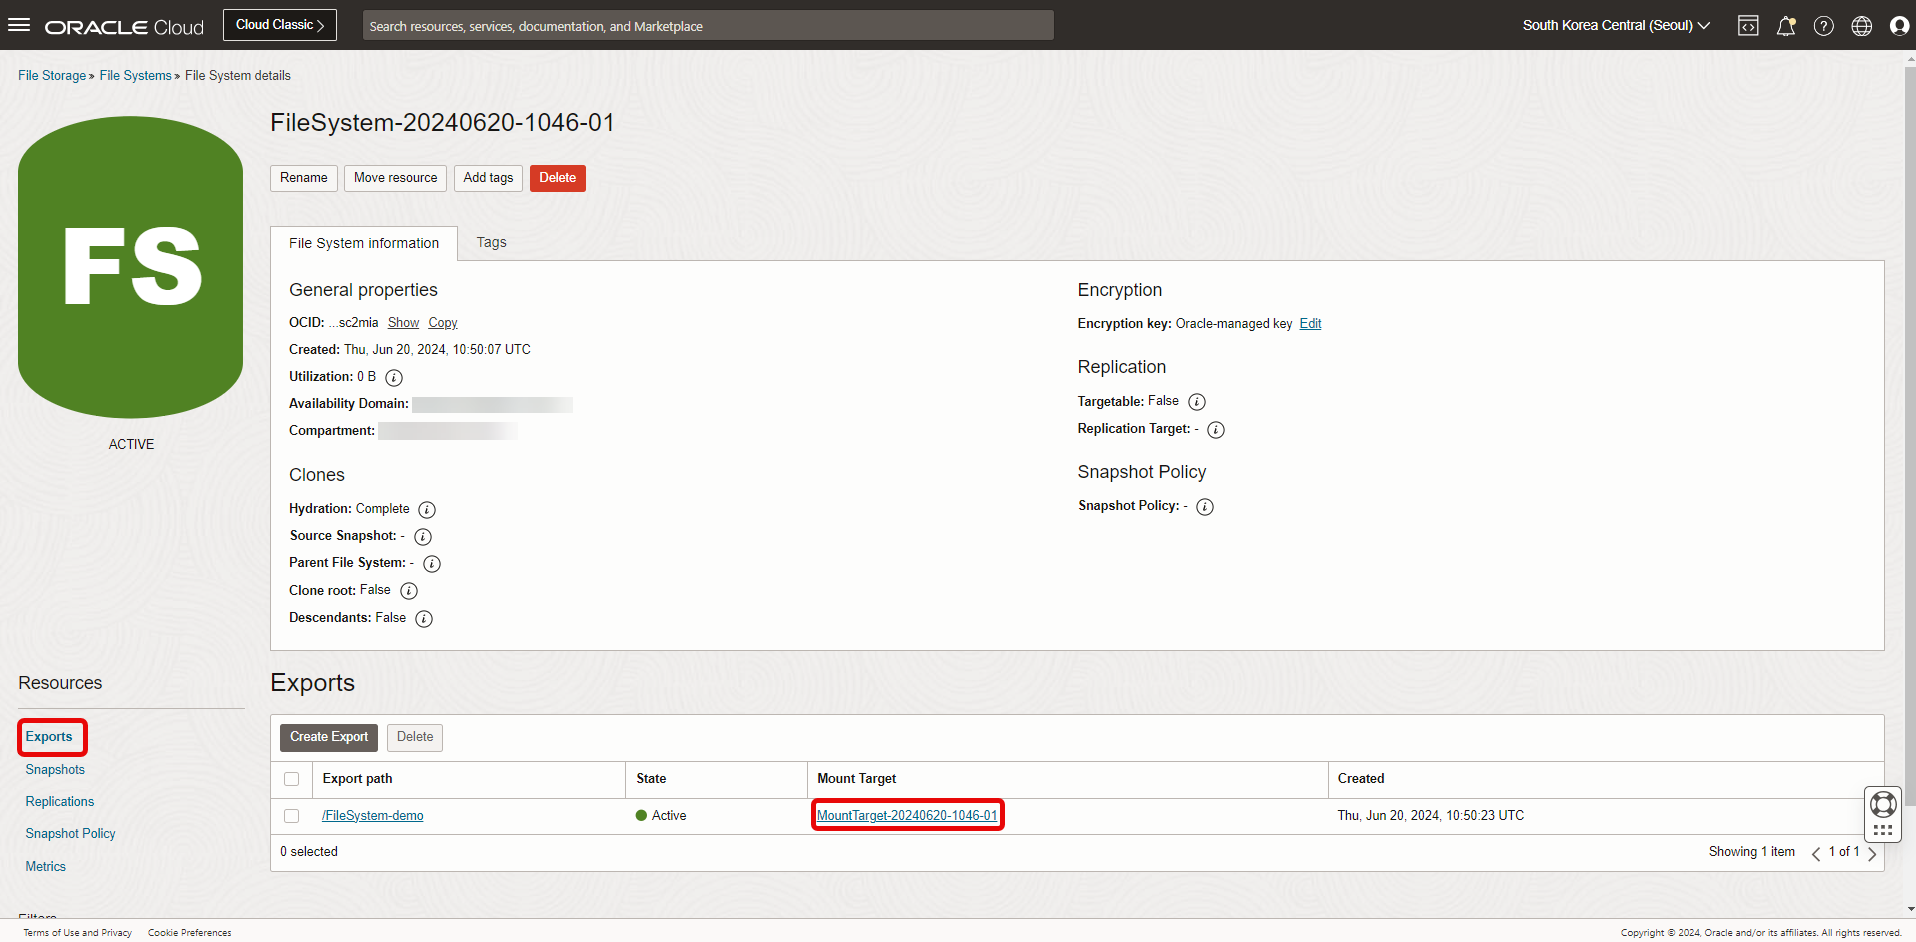 ORACLE Cloud
Cloud Classic
Search resources, services, documentation, and Marketplace
South Korea Central (Seoul)
File Storage » File Systems » File System details
FS
ACTIVE
FileSystem-20240620-1046-01
Rename
Move resource
Add tags
Delete
File System information
Tags
General properties
OCID: ...sc2mia Show Copy
Created: Thu, Jun 20, 2024, 10:50:07 UTC
Utilization: 0 B
Availability Domain:
Compartment:
Clones
Hydration: Complete
Source Snapshot: -
Parent File System: -
Clone root: False
Descendants: False
Encryption
Encryption key: Oracle-managed key Edit
Replication
Targetable: False
Replication Target: -
Snapshot Policy
Snapshot Policy: -
Resources
Exports
Snapshots
Replications
Snapshot Policy
Metrics
Filters
Exports
Create Export
Delete
Export path State Mount Target Created
/FileSystem-demo Active MountTarget-20240620-1046-01 Thu, Jun 20, 2024, 10:50:23 UTC
0 selected
Showing 1 item
1 of 1
Terms of Use and Privacy Cookie Preferences
Copyright © 2024, Oracle and/or its affiliates. All rights reserved.